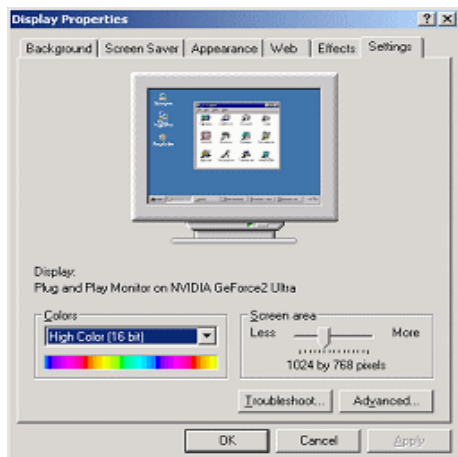 Display Properties
Background Screen Saver Appearance Web Effects Settings
Display:
Plug and Play Monitor on NVIDIA GeForce2 Ultra
Colors
High Color (16 bit)
Screen area
Less More
1024 by 768 pixels
Troubleshoot... Advanced...
OK Cancel Apply